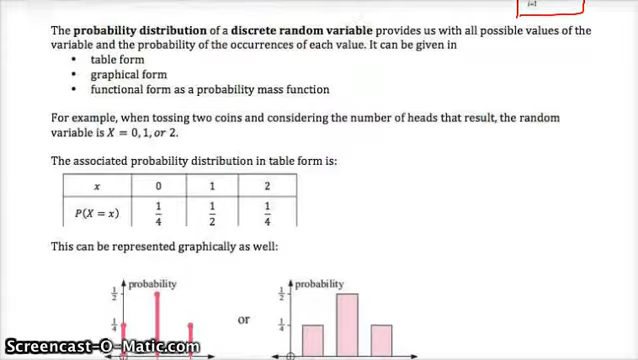 i=1
The probability distribution of a discrete random variable provides us with all possible values of the
variable and the probability of the occurrences of each value. It can be given in
• table form
• graphical form
• functional form as a probability mass function
For example, when tossing two coins and considering the number of heads that result, the random
variable is X = 0, 1, or 2.
The associated probability distribution in table form is:
x 0 1 2
P(X = x) 1/4 1/2 1/4
This can be represented graphically as well:
probability
1/2
1/4
or
probability
1/2
1/4
Screencast-O-Matic.com